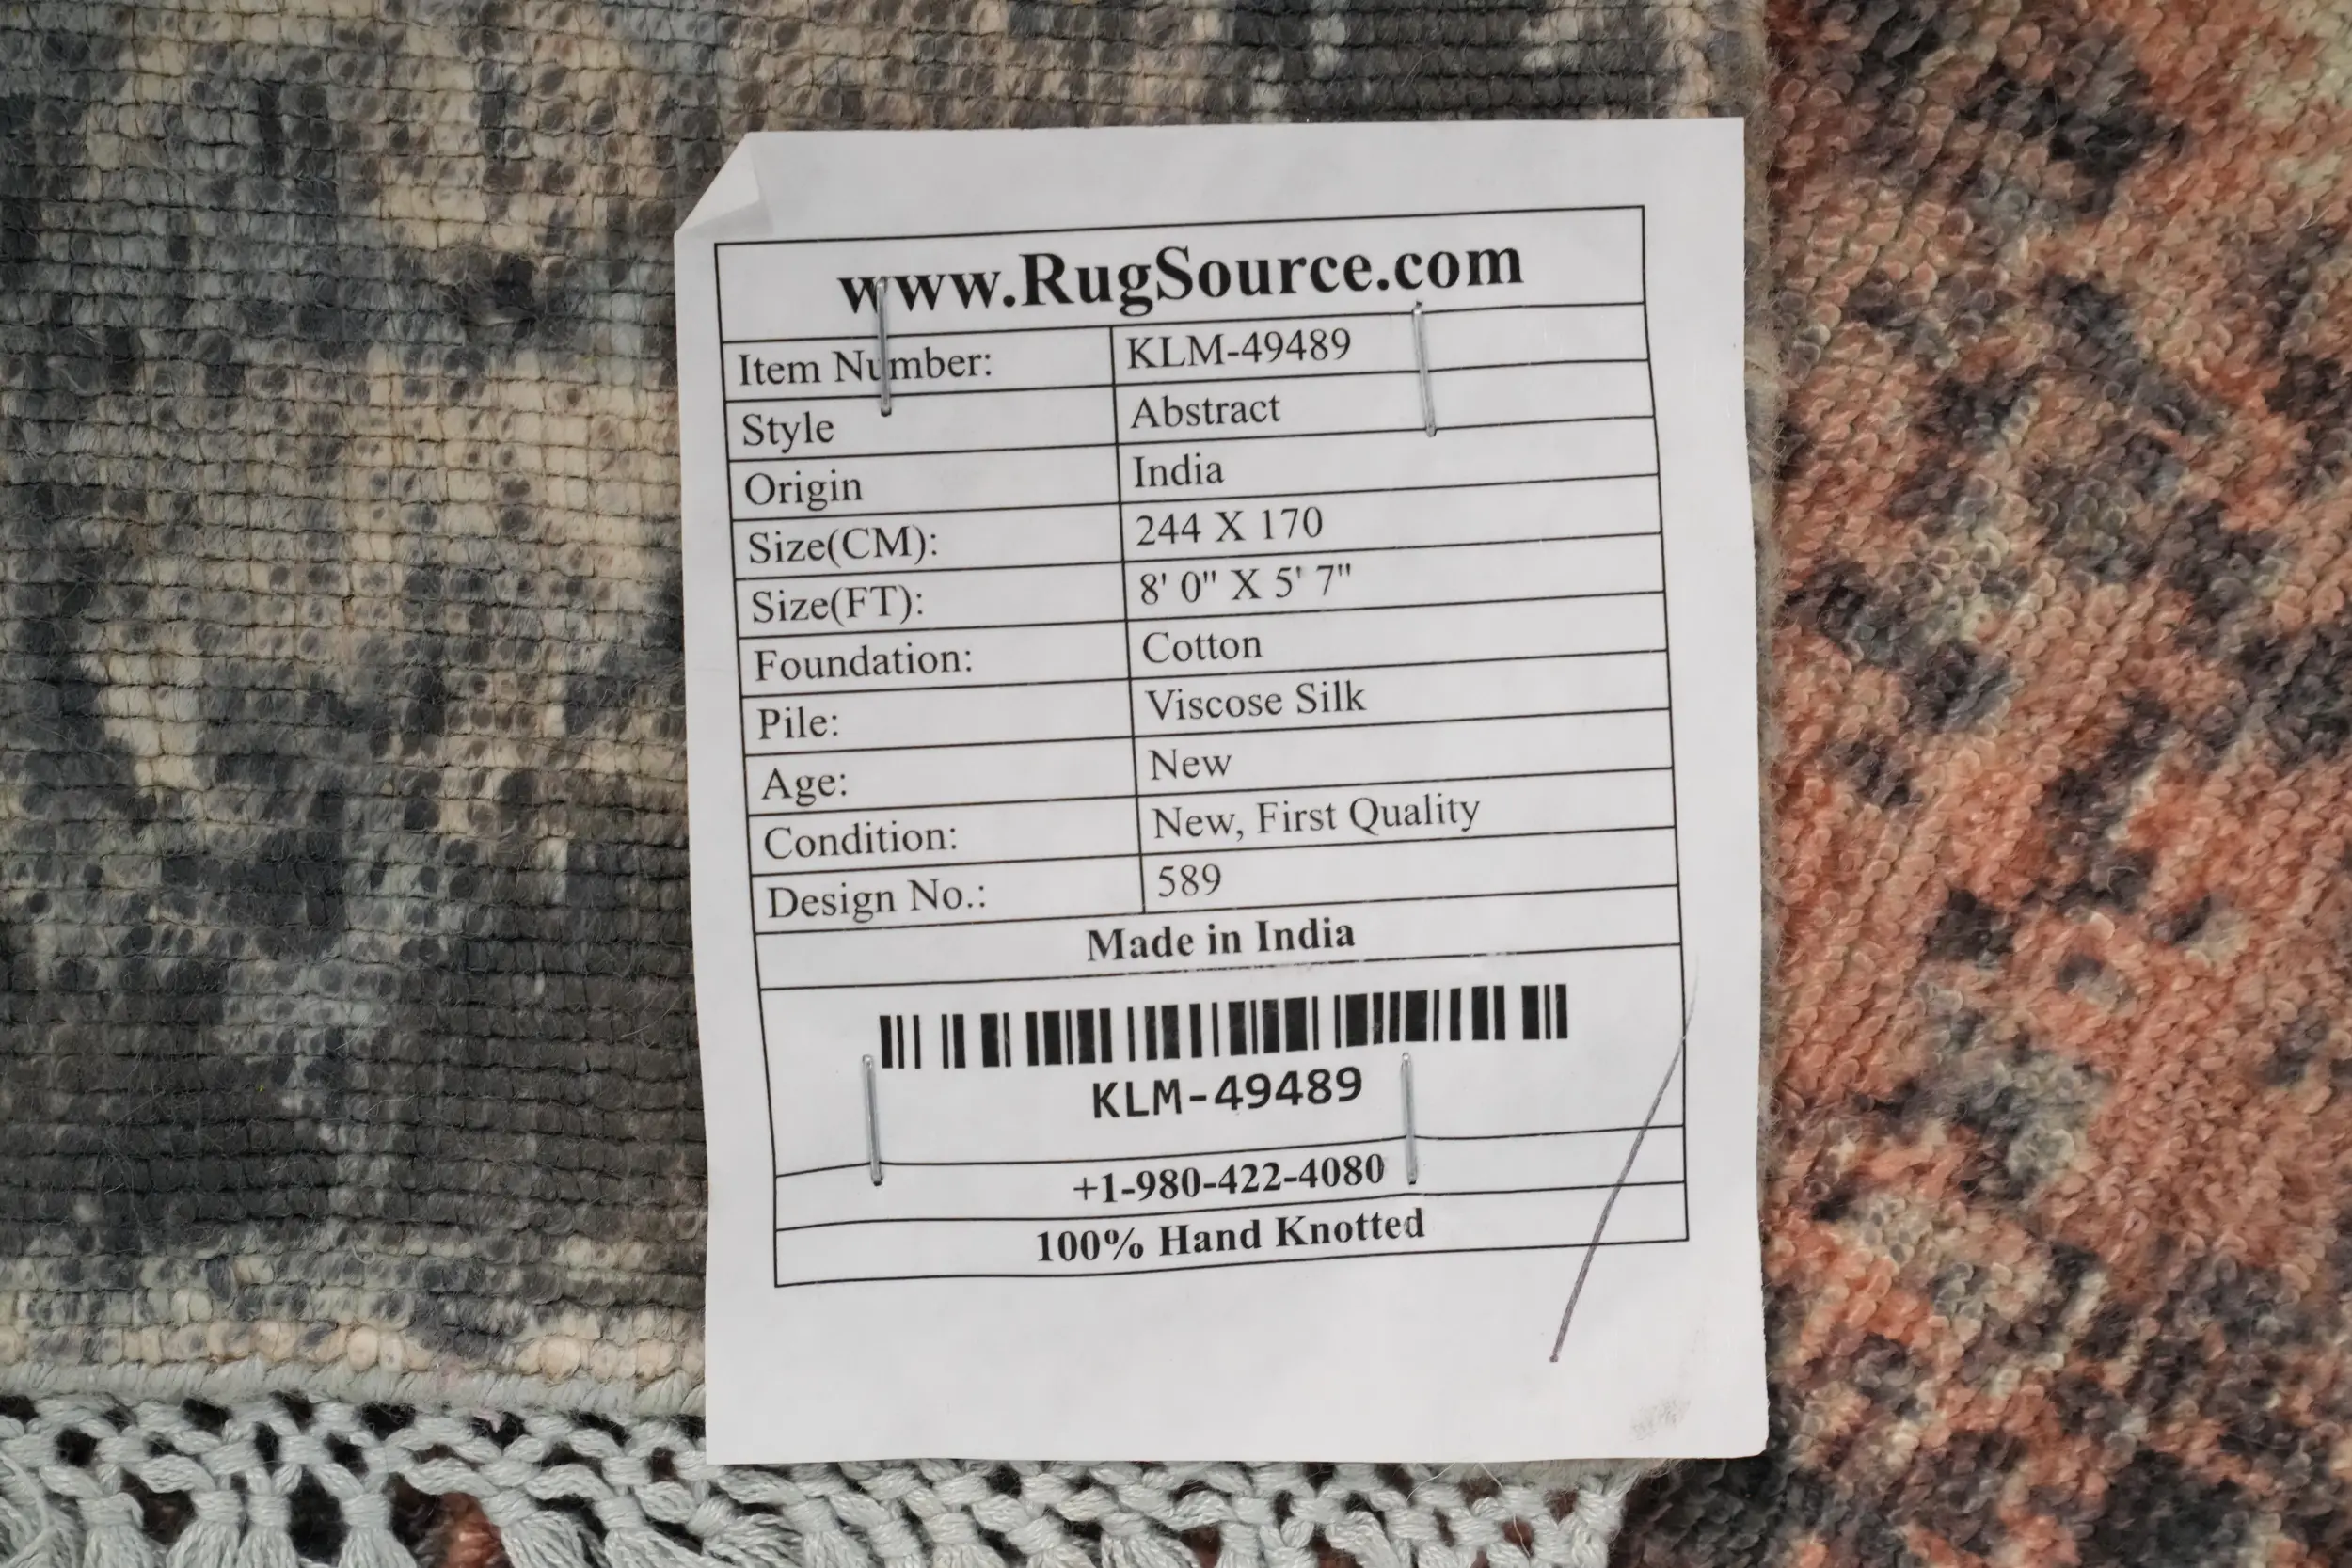 www.RugSource.com
Item Number: KLM-49489
Style Abstract
Origin India
Size(CM): 244 X 170
Size(FT): 8' 0" X 5' 7"
Foundation: Cotton
Pile: Viscose Silk
Age: New
Condition: New, First Quality
Design No.: 589
Made in India
KLM-49489
+1-980-422-4080
100% Hand Knotted